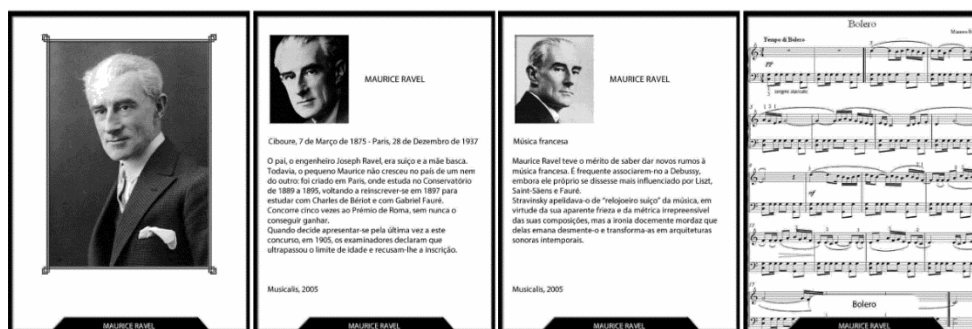 MAURICE RAVEL
MAURICE RAVEL
Ciboure, 7 de Março de 1875 - Paris, 28 de Dezembro de 1937
O pai, o engenheiro Joseph Ravel, era suíço e a mãe basca.
Todavia, o pequeno Maurice não cresceu no país de um nem
do outro: foi criado em Paris, onde estuda no Conservatório
de 1889 a 1895, voltando a reinscrever-se em 1897 para
estudar com Charles de Bériot e com Gabriel Fauré.
Concorre cinco vezes ao Prémio de Roma, sem nunca o
conseguir ganhar.
Quando decide apresentar-se pela última vez a este
concurso, em 1905, os examinadores declaram que
ultrapassou o limite de idade e recusam-lhe a inscrição.
Musicalis, 2005
MAURICE RAVEL
MAURICE RAVEL
Música francesa
Maurice Ravel teve o mérito de saber dar novos rumos à
música francesa. É frequente associarem-no a Debussy,
embora ele próprio se dissesse mais influenciado por Liszt,
Saint-Säens e Fauré.
Stravinsky apelidava-o de "relojoeiro suíço" da música, em
virtude da sua aparente frieza e da métrica irrepreensível
das suas composições, mas a ironia docemente mordaz que
delas emana desmente-o e transforma-as em arquiteturas
sonoras intemporais.
Musicalis, 2005
MAURICE RAVEL
Bolero
Tempo di Bolero
pp
mf
Bolero
MAURICE RAVEL